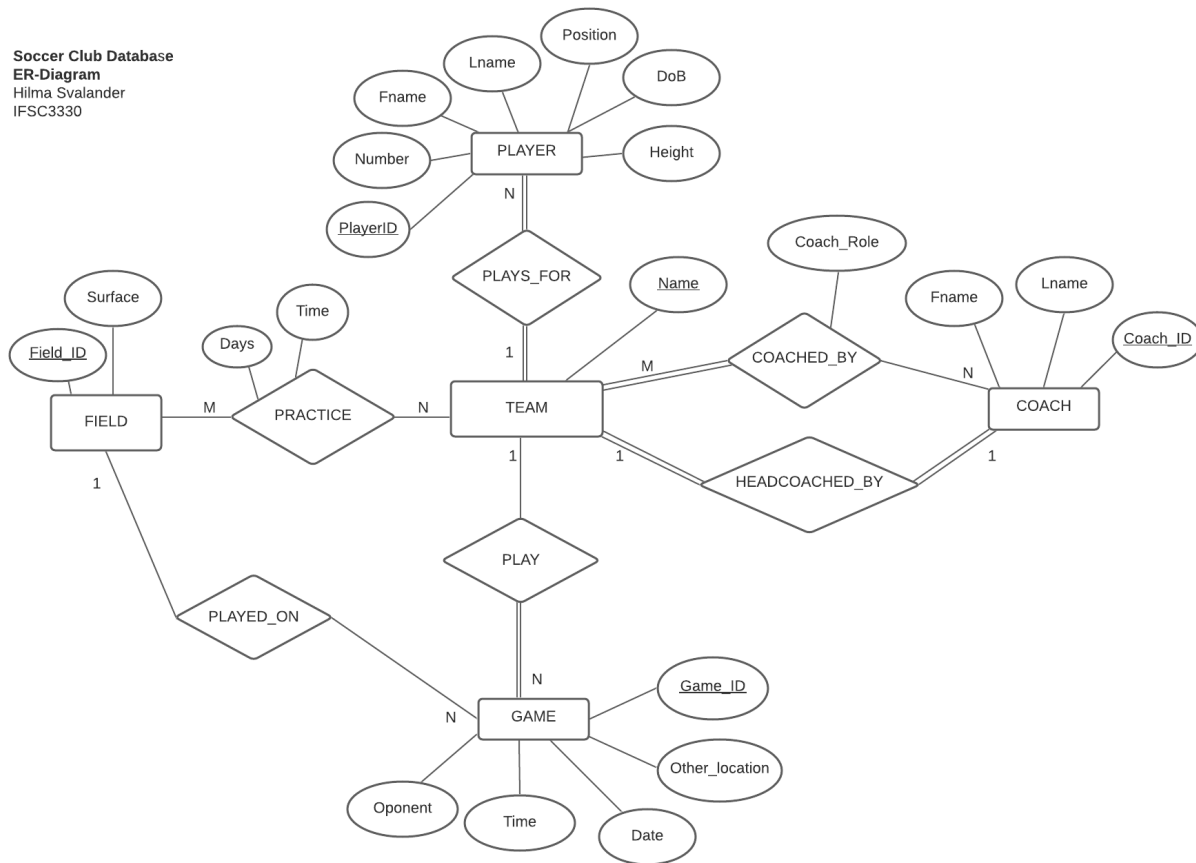 Soccer Club Database
ER-Diagram
Hilma Svalander
IFSC3330
Position
Lname
DoB
Fname
PLAYER
Height
Number
N
PlayerID
PLAYS_FOR
Coach_Role
Name
Surface
Time
Fname
Lname
Field_ID
Days
Coach_ID
1
M
COACHED_BY
N
FIELD
M
PRACTICE
N
TEAM
COACH
1
1
1
1
HEADCOACHED_BY
PLAY
PLAYED_ON
N
Game_ID
N
GAME
Other_location
Oponent
Time
Date